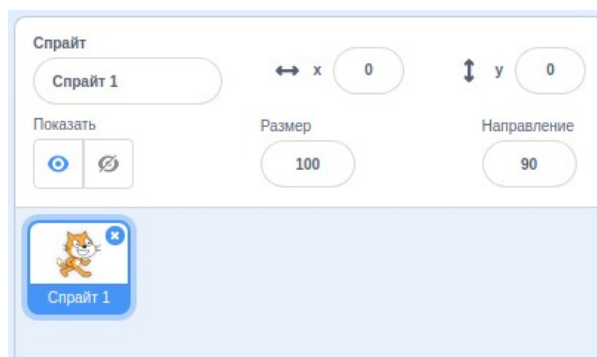 Спрайт
Спрайт 1
x 0
y 0
Показать
Размер
Направление
100
90
Спрайт 1